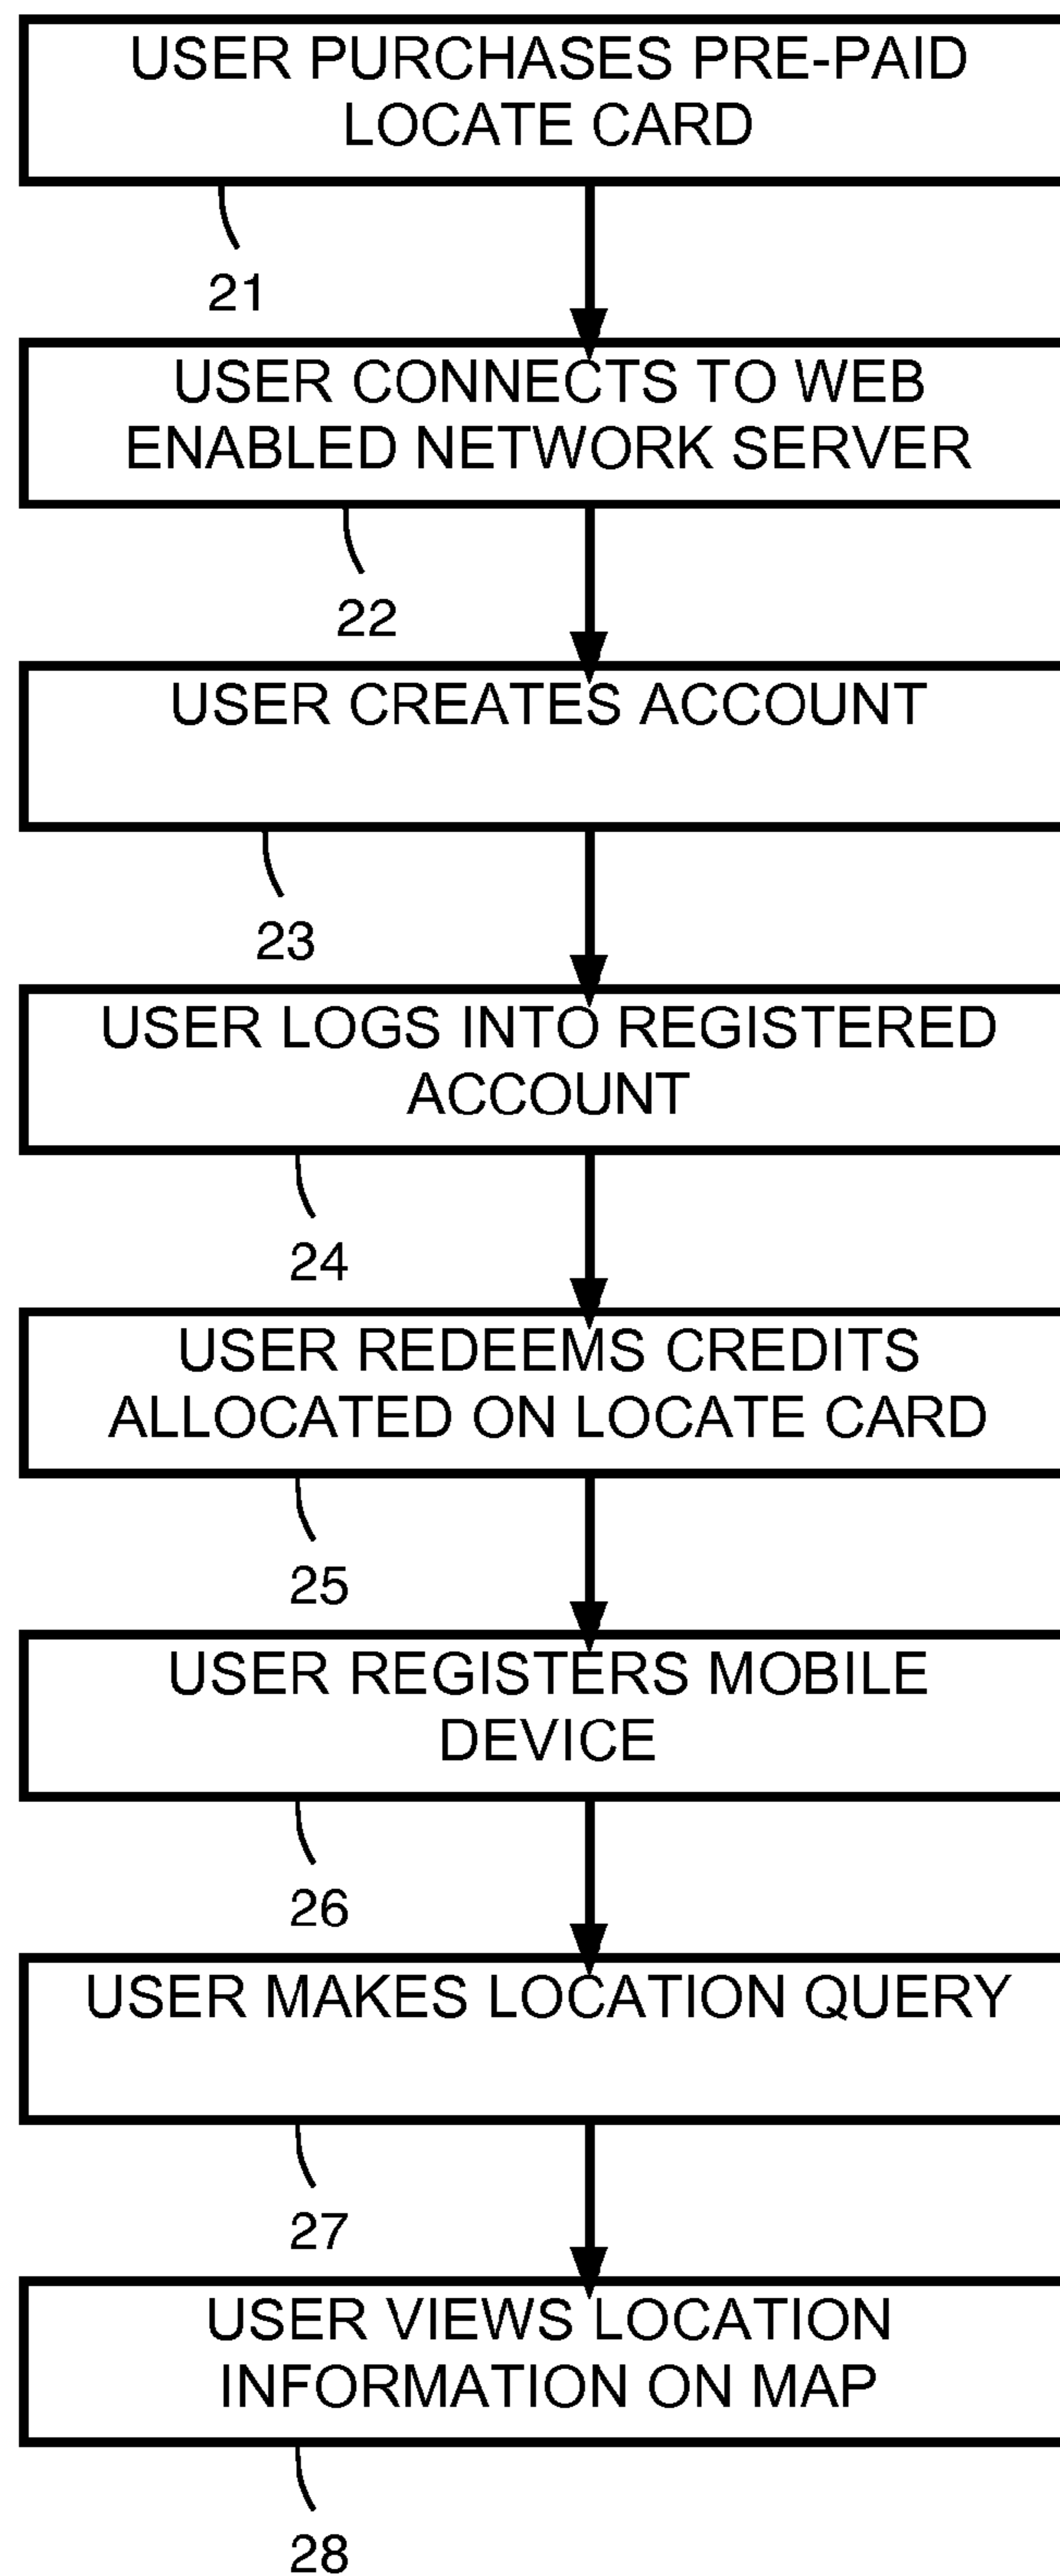 USER PURCHASES PRE-PAID
LOCATE CARD
21
USER CONNECTS TO WEB
ENABLED NETWORK SERVER
22
USER CREATES ACCOUNT
23
USER LOGS INTO REGISTERED
ACCOUNT
24
USER REDEEMS CREDITS
ALLOCATED ON LOCATE CARD
25
USER REGISTERS MOBILE
DEVICE
26
USER MAKES LOCATION QUERY
27
USER VIEWS LOCATION
INFORMATION ON MAP
28